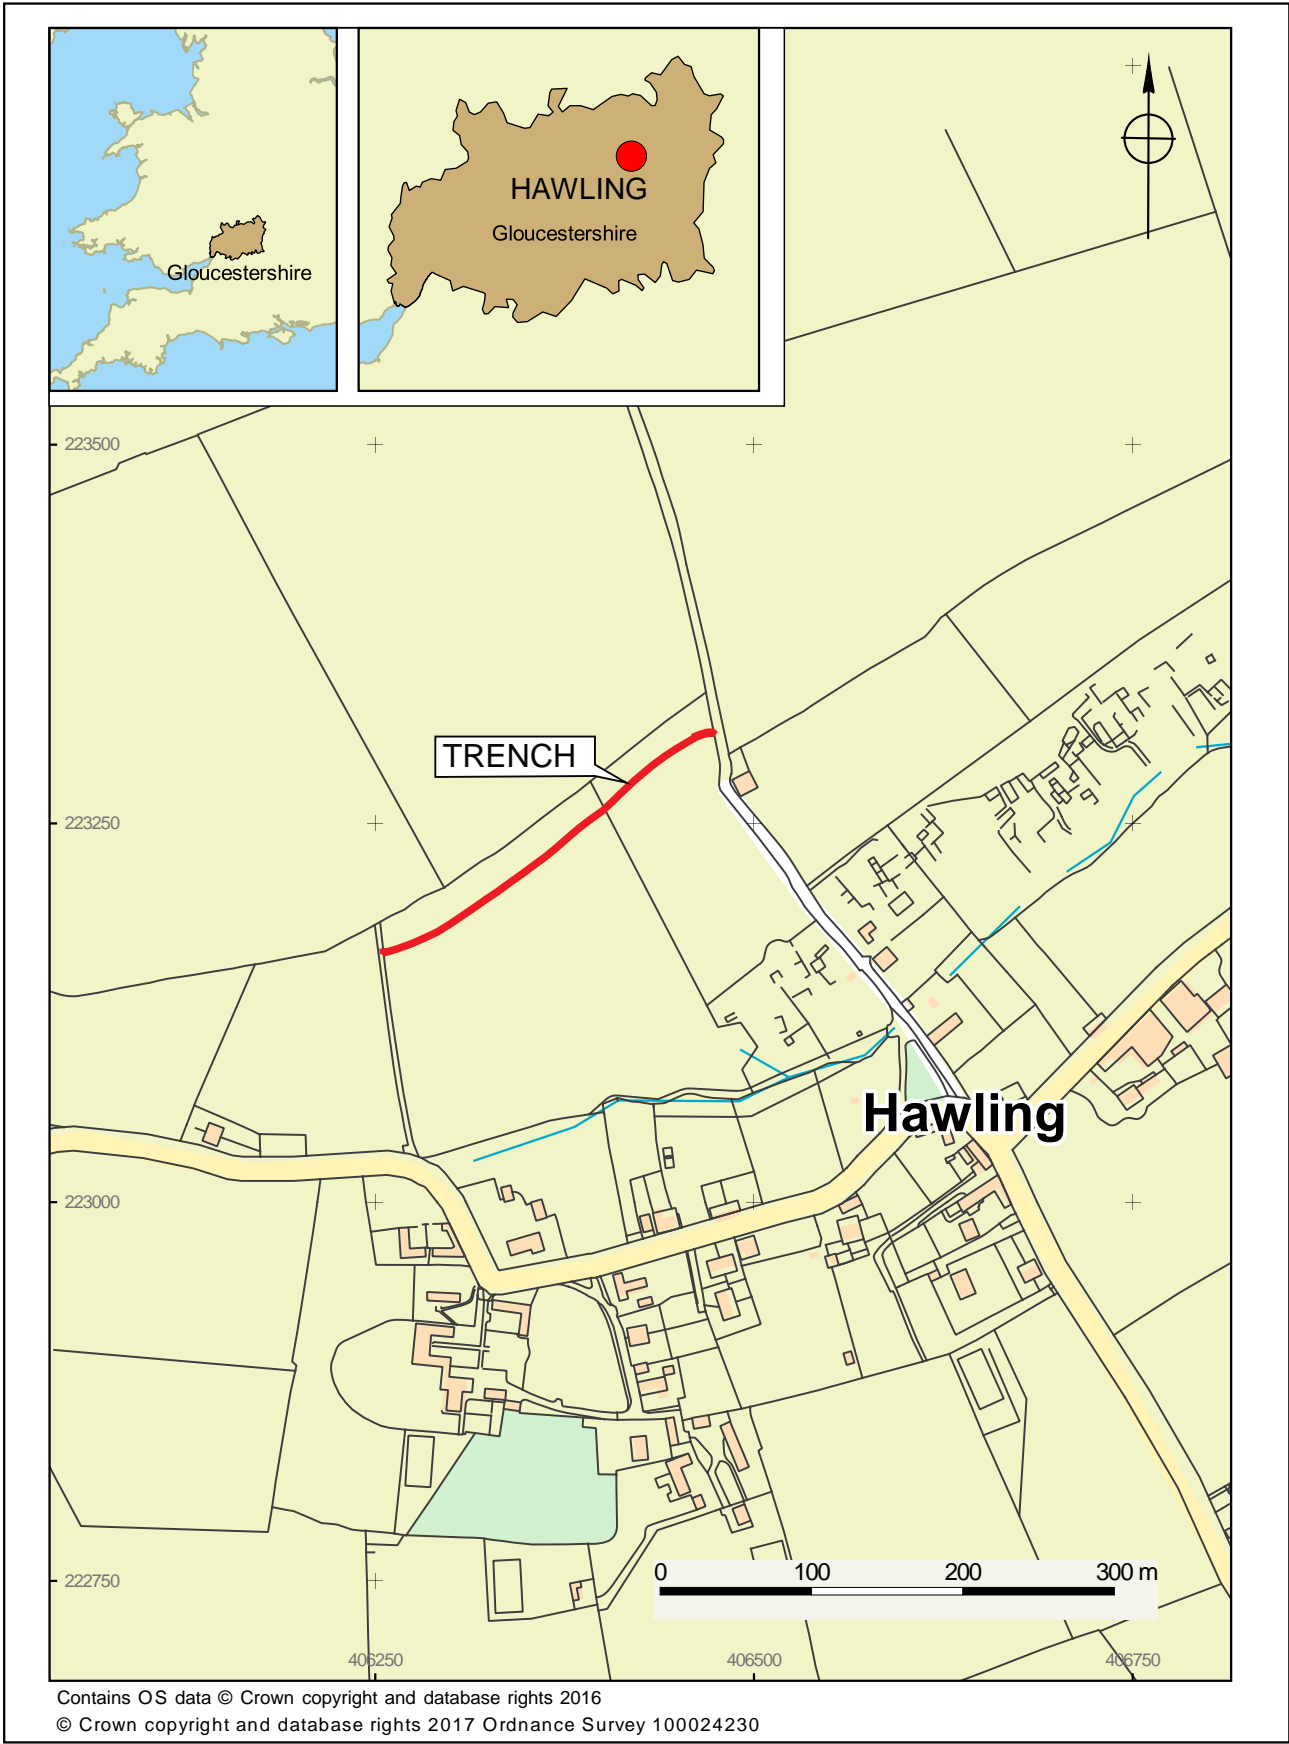 Gloucestershire
HAWLING
Gloucestershire
223500
TRENCH
223250
Hawling
223000
222750
0 100 200 300 m
406250 406500 406750
Contains OS data © Crown copyright and database rights 2016
© Crown copyright and database rights 2017 Ordnance Survey 100024230